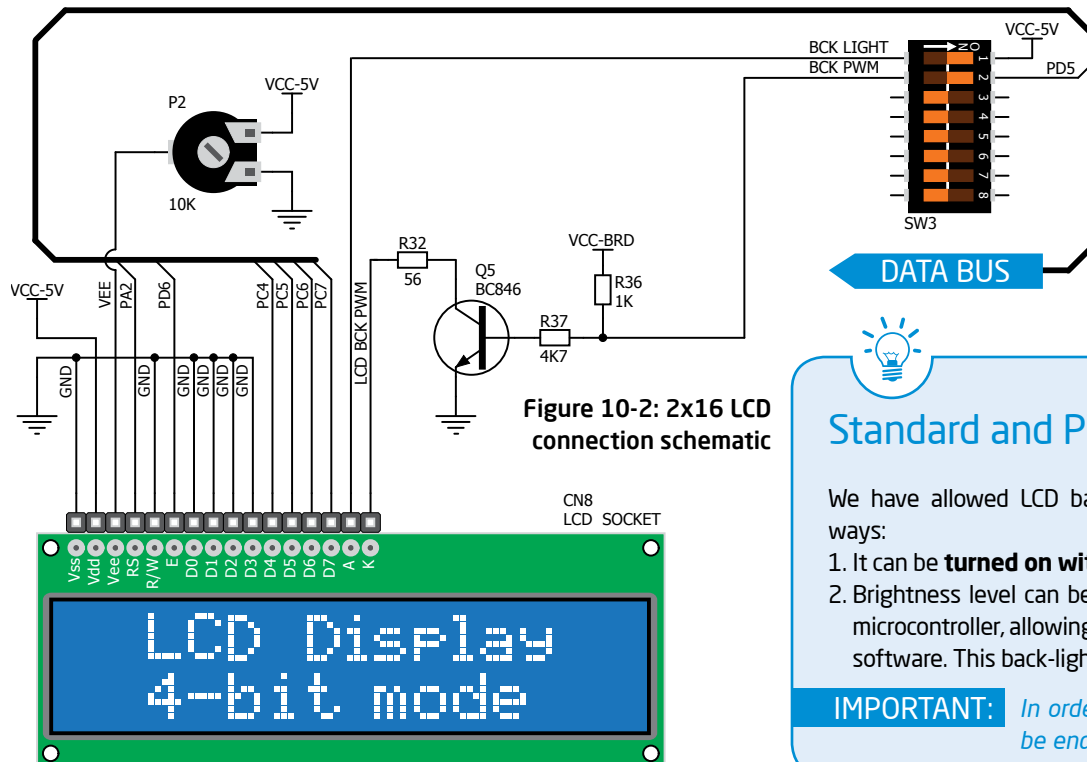 VCC-5V
BCK LIGHT
BCK PWM
PD5
ON
1
2
3
4
5
6
7
8
SW3
P2
VCC-5V
10K
DATA BUS
VCC-5V
VEE
PA2
PD6
PC4
PC5
PC6
PC7
LCD BCK PWM
R32
56
Q5
BC846
VCC-BRD
R36
1K
R37
4K7
GND
GND
GND
GND
GND
GND
Figure 10-2: 2x16 LCD
connection schematic
CN8
LCD SOCKET
Vss
Vdd
Vee
RS
R/W
E
D0
D1
D2
D3
D4
D5
D6
D7
A
K
LCD Display
4-bit mode
Standard and P
We have allowed LCD ba
ways:
1. It can be turned on wi
2. Brightness level can be
microcontroller, allowing
software. This back-ligh
IMPORTANT:
In orde
be ena